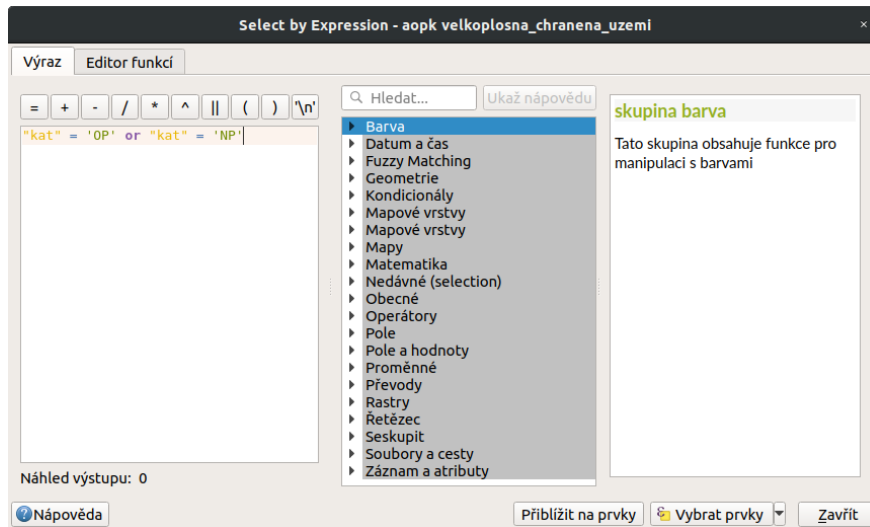 Select by Expression - aopk velkoplosna_chranena_uzemi
×
Výraz
Editor funkcí
= + - / * ^ || ( ) '\n'
"kat" = 'OP' or "kat" = 'NP'
Náhled výstupu: 0
Hledat...
Ukaž nápovědu
Barva
Datum a čas
Fuzzy Matching
Geometrie
Kondicionály
Mapové vrstvy
Mapové vrstvy
Mapy
Matematika
Nedávné (selection)
Obecné
Operátory
Pole
Pole a hodnoty
Proměnné
Převody
Rastry
Řetězec
Seskupit
Soubory a cesty
Záznam a atributy
skupina barva
Tato skupina obsahuje funkce pro
manipulaci s barvami
Nápověda
Přiblížit na prvky
Vybrat prvky
Zavřít